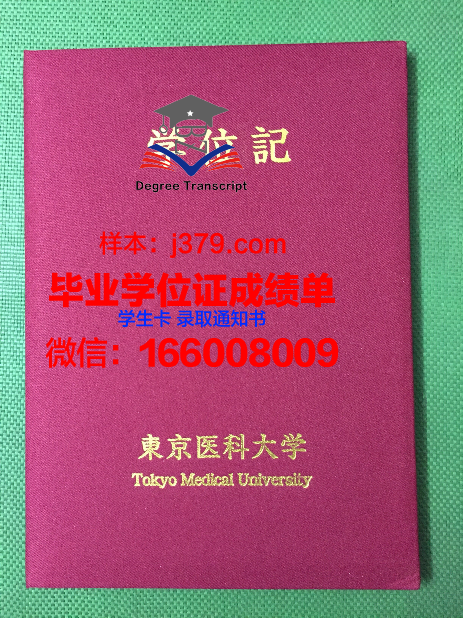 学位記
Degree Transcript
样本：j379.com
毕业学位证成绩单
学生卡 录取通知书
微信：166008009
東京医科大学
Tokyo Medical University